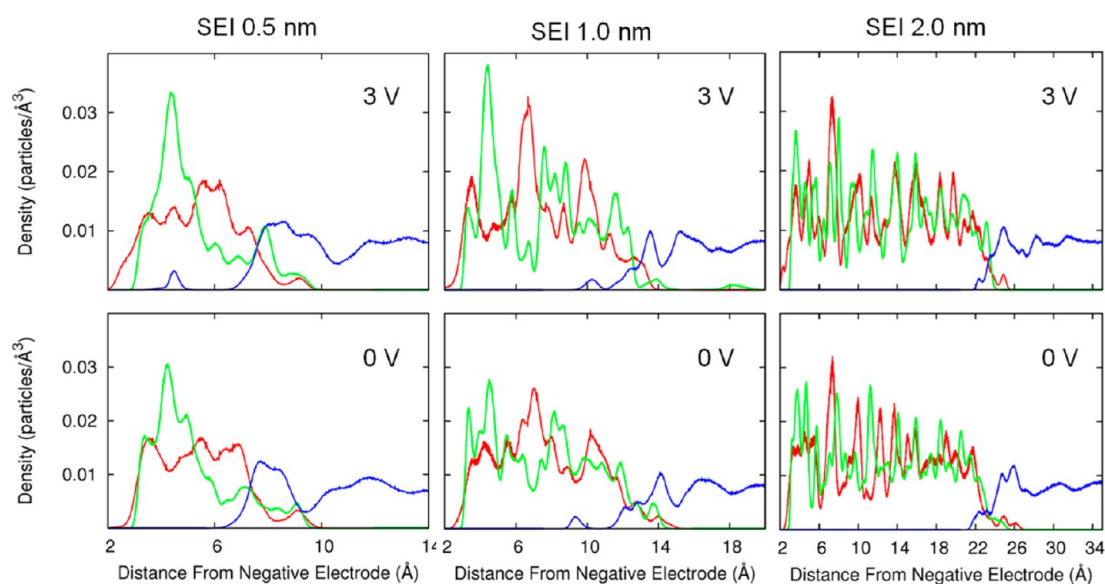 SEI 0.5 nm SEI 1.0 nm SEI 2.0 nm
3 V 3 V 3 V
Density (particles/Å³)
0.03
0.02
0.01
0 V 0 V 0 V
Density (particles/Å³)
0.03
0.02
0.01
2 6 10 14 2 6 10 14 18 2 6 10 14 18 22 26 30 34
Distance From Negative Electrode (Å) Distance From Negative Electrode (Å) Distance From Negative Electrode (Å)